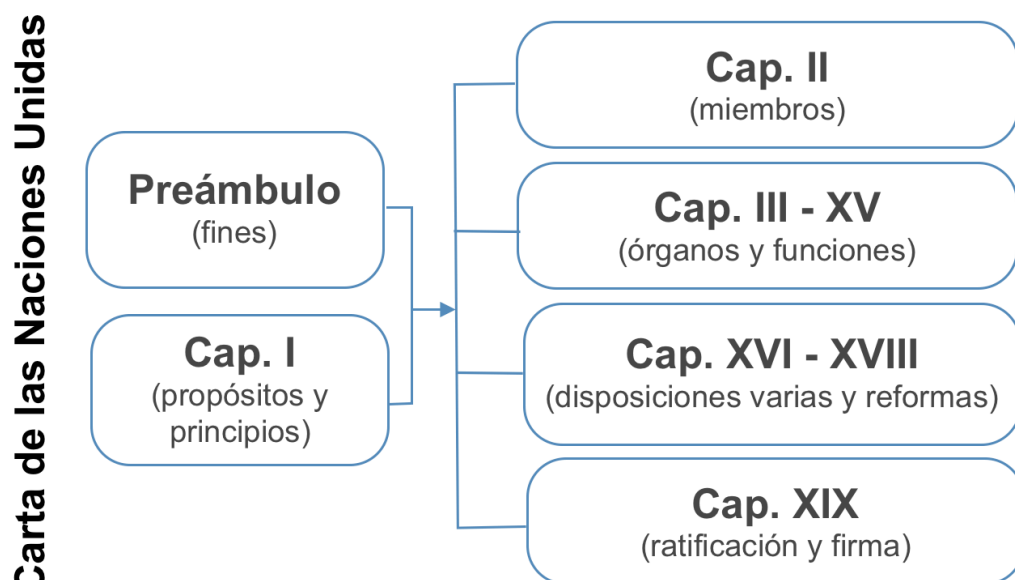 Carta de las Naciones Unidas
Preámbulo
(fines)
Cap. I
(propósitos y
principios)
Cap. II
(miembros)
Cap. III - XV
(órganos y funciones)
Cap. XVI - XVIII
(disposiciones varias y reformas)
Cap. XIX
(ratificación y firma)